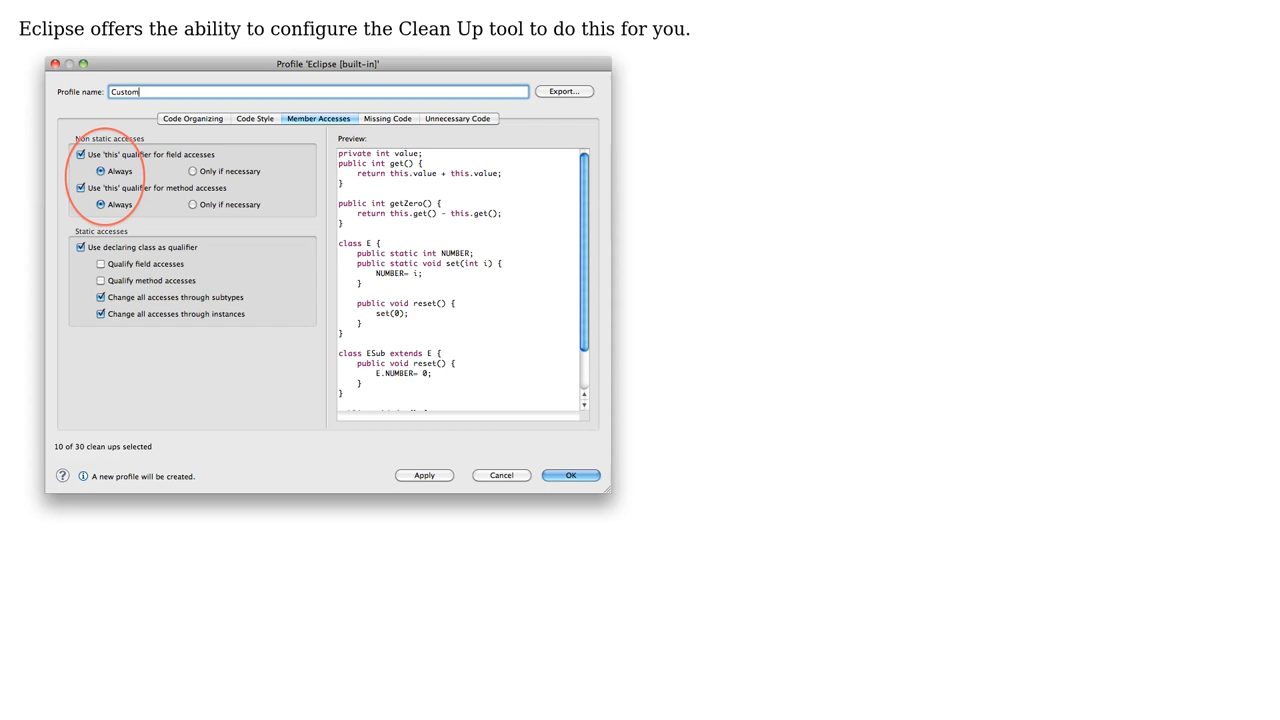 Eclipse offers the ability to configure the Clean Up tool to do this for you.
Profile 'Eclipse [built-in]'
Profile name: Custom Export...
Code Organizing Code Style Member Accesses Missing Code Unnecessary Code
Non static accesses
Use 'this' qualifier for field accesses
Always Only if necessary
Use 'this' qualifier for method accesses
Always Only if necessary
Static accesses
Use declaring class as qualifier
Qualify field accesses
Qualify method accesses
Change all accesses through subtypes
Change all accesses through instances
Preview:
private int value;
public int get() {
return this.value + this.value;
}
public int getZero() {
return this.get() - this.get();
}
class E {
public static int NUMBER;
public static void set(int i) {
NUMBER= i;
}
public void reset() {
set(0);
}
}
class ESub extends E {
public void reset() {
E.NUMBER= 0;
}
}
10 of 30 clean ups selected
? i A new profile will be created. Apply Cancel OK